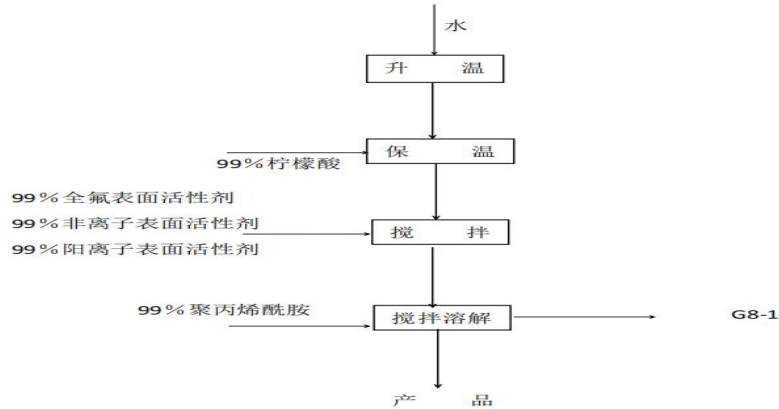 水
升 温
保 温
99%柠檬酸
99%全氟表面活性剂
99%非离子表面活性剂
99%阳离子表面活性剂
搅 拌
99%聚丙烯酰胺
搅拌溶解
G8-1
产 品